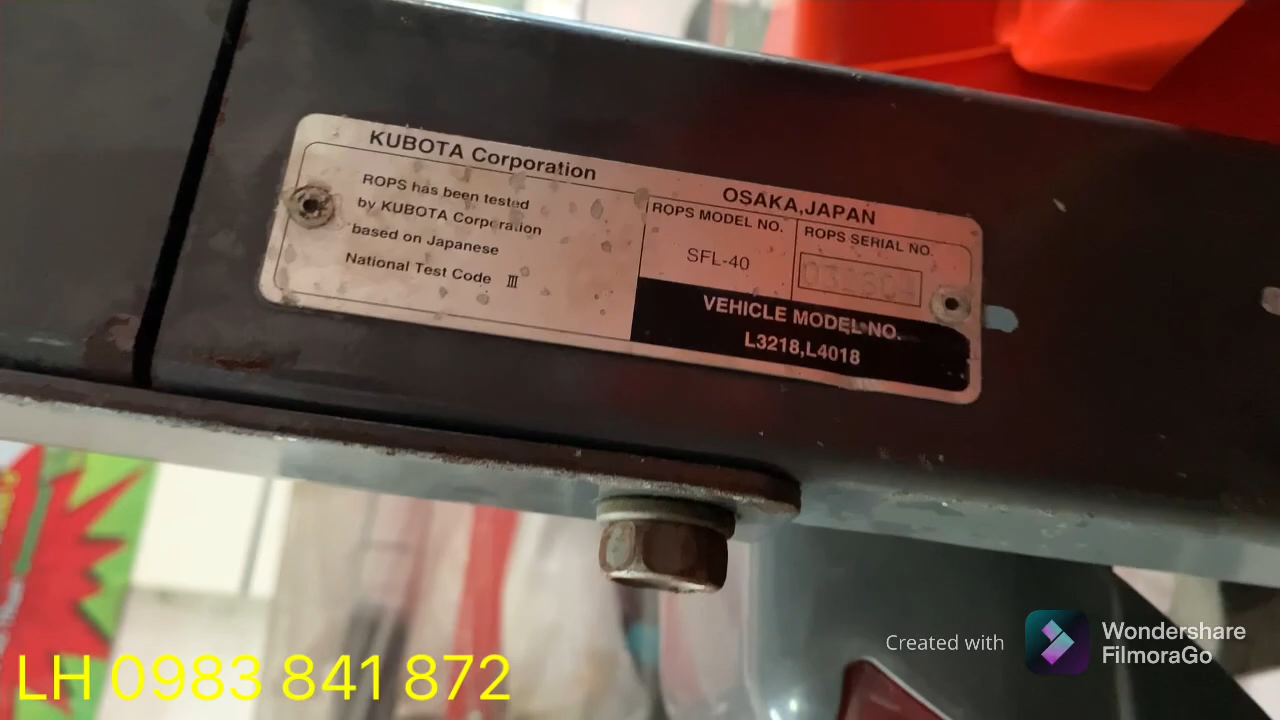 KUBOTA Corporation
OSAKA,JAPAN
ROPS has been tested
by KUBOTA Corporation
based on Japanese
National Test Code III
ROPS MODEL NO.
SFL-40
ROPS SERIAL NO.
VEHICLE MODEL NO.
L3218,L4018
Created with
Wondershare
FilmoraGo
LH 0983 841 872